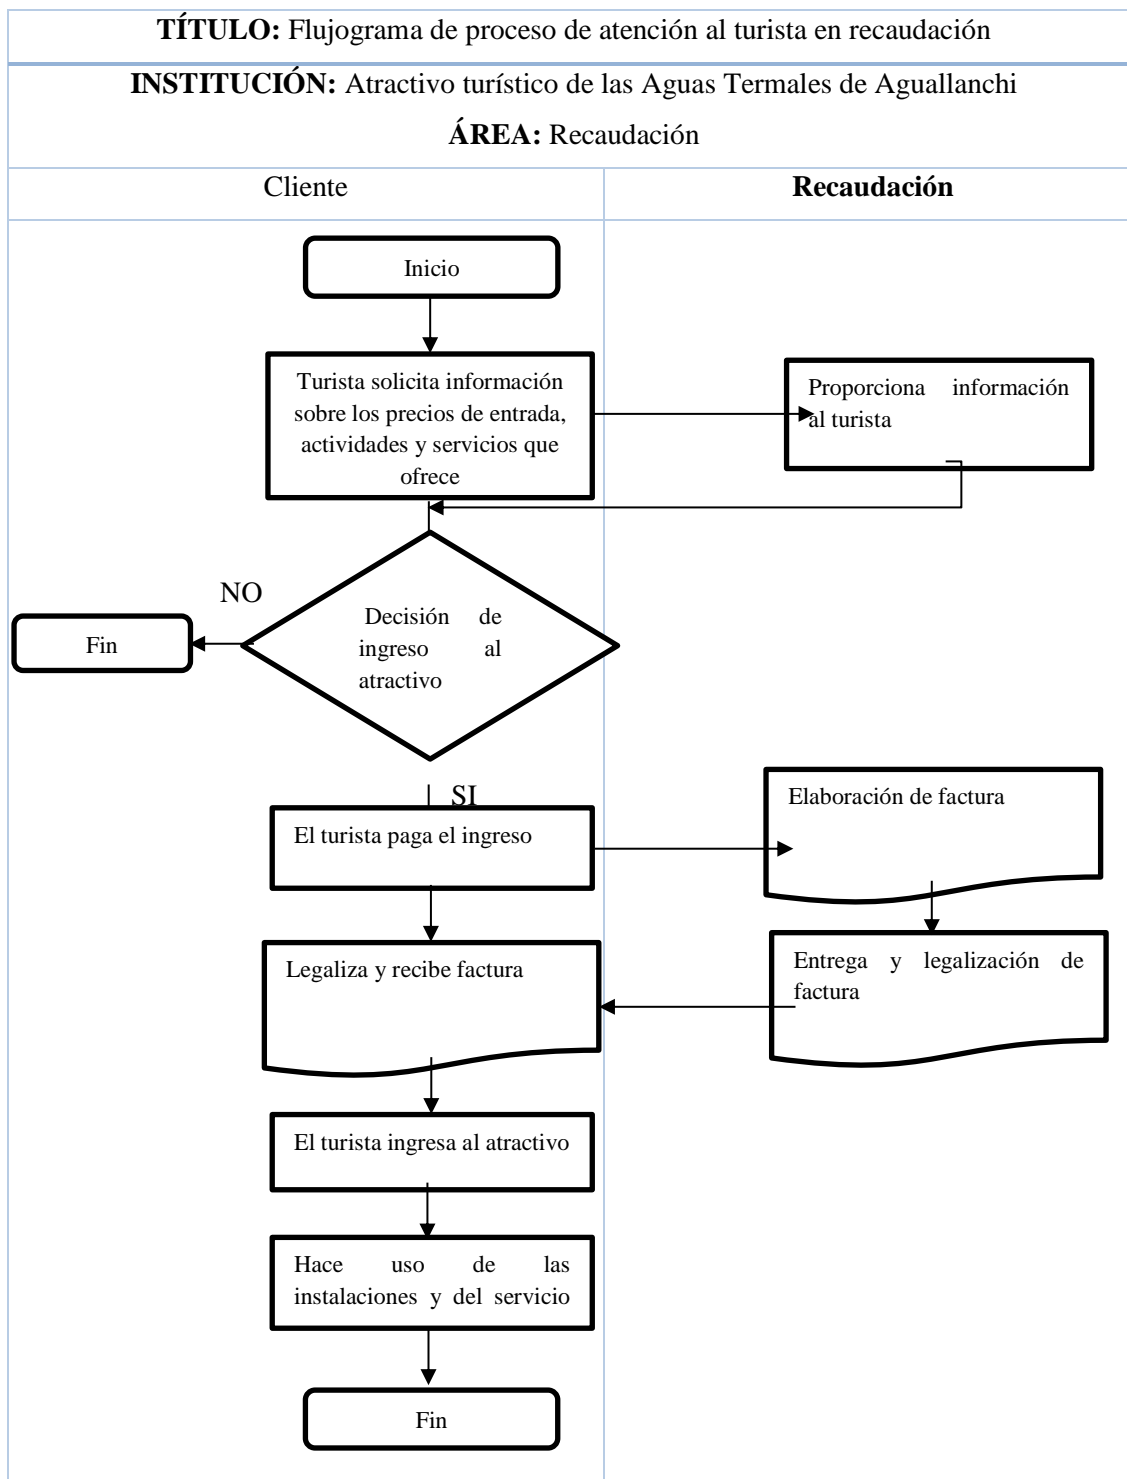 TÍTULO: Flujograma de proceso de atención al turista en recaudación
INSTITUCIÓN: Atractivo turístico de las Aguas Termales de Aguallanchi
ÁREA: Recaudación
Cliente
Recaudación
Inicio
Turista solicita información
sobre los precios de entrada,
actividades y servicios que
ofrece
Proporciona información
al turista
NO
Fin
Decisión de
ingreso al
atractivo
SI
El turista paga el ingreso
Elaboración de factura
Legaliza y recibe factura
Entrega y legalización de
factura
El turista ingresa al atractivo
Hace uso de las
instalaciones y del servicio
Fin